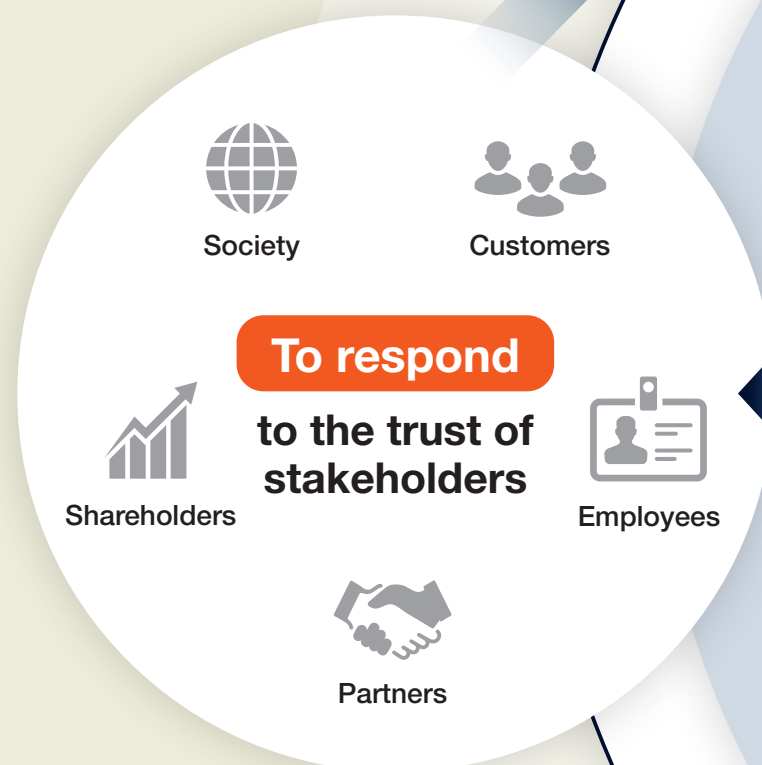 Society
Customers
To respond
to the trust of
stakeholders
Shareholders
Employees
Partners